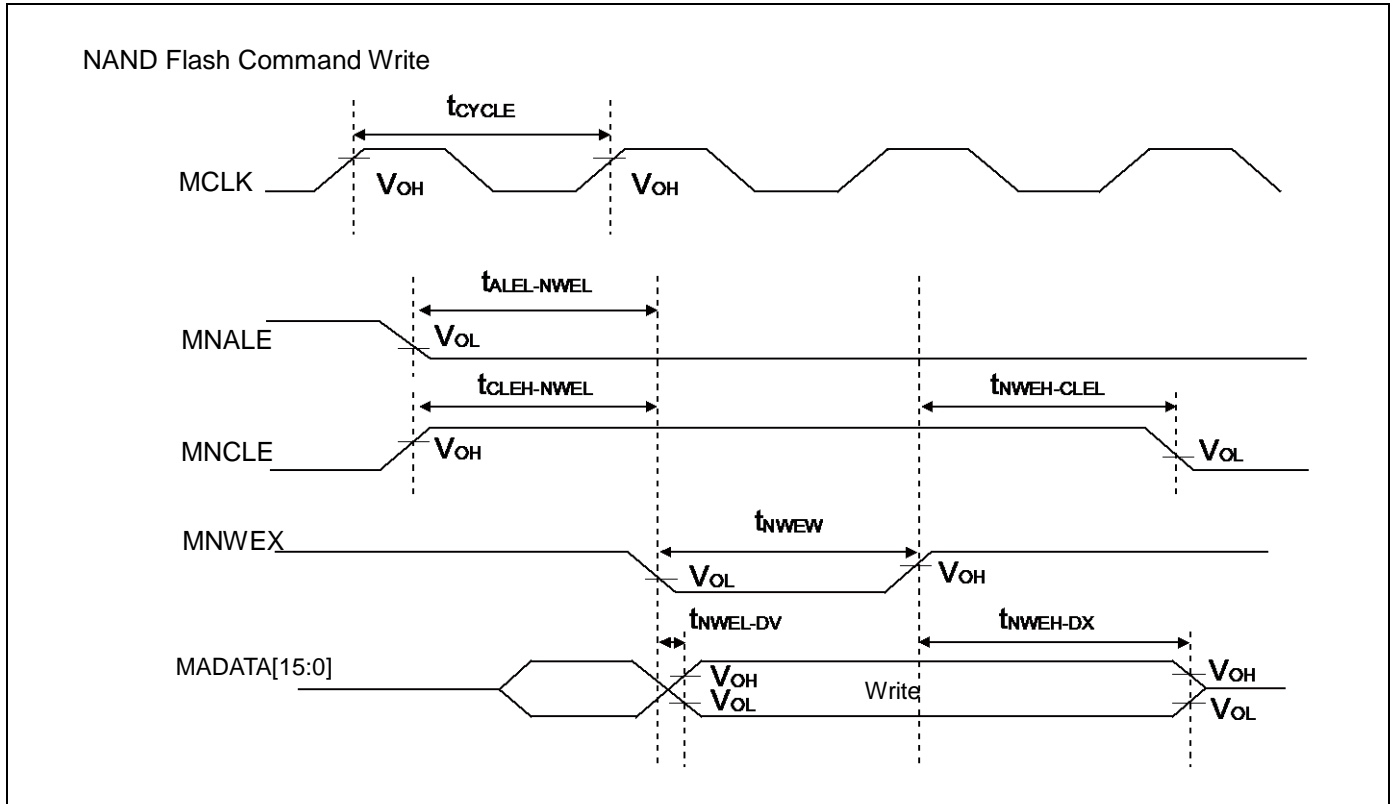 NAND Flash Command Write
tCYCLE
MCLK
VOH VOH
tALEL-NWEL
MNALE VOL
tCLEH-NWEL tNWEH-CLEL
MNCLE VOH VOL
tNWEW
MNWEX
VOL VOH
tNWEL-DV tNWEH-DX
MADATA[15:0]
VOH Write VOH
VOL VOL